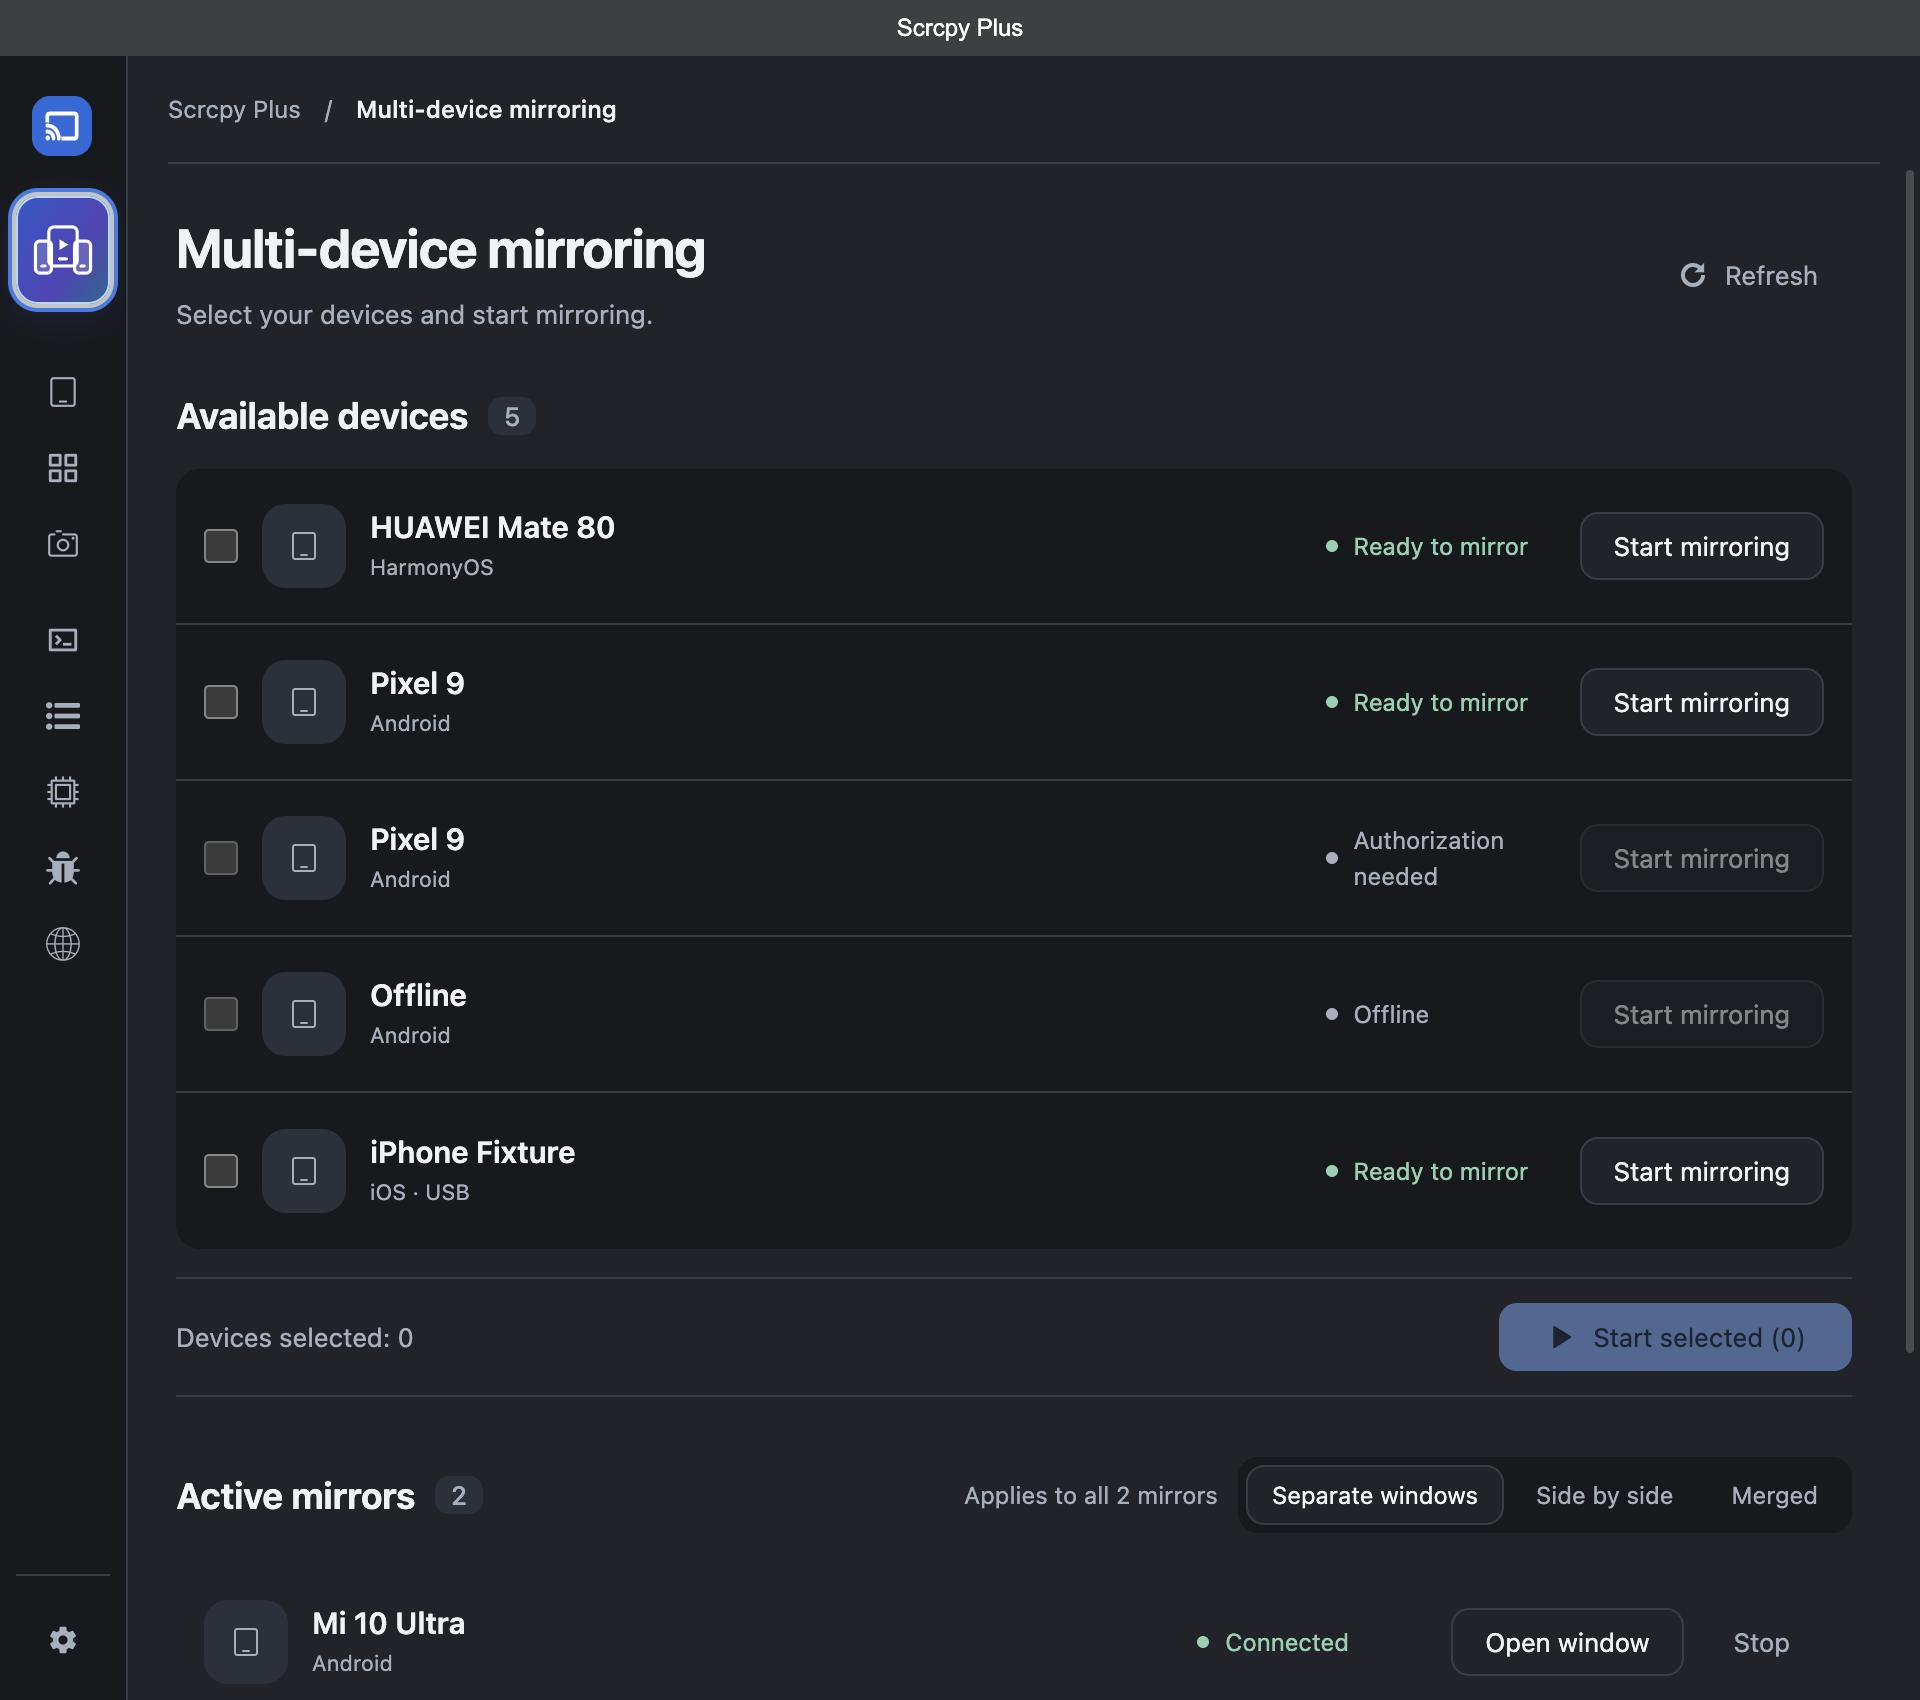 Scrcpy Plus
Scrcpy Plus / Multi-device mirroring
Multi-device mirroring
Refresh
Select your devices and start mirroring.
Available devices 5
HUAWEI Mate 80
HarmonyOS
Ready to mirror
Start mirroring
Pixel 9
Android
Ready to mirror
Start mirroring
Pixel 9
Android
Authorization
needed
Start mirroring
Offline
Android
Offline
Start mirroring
iPhone Fixture
iOS · USB
Ready to mirror
Start mirroring
Devices selected: 0
Start selected (0)
Active mirrors 2
Applies to all 2 mirrors
Separate windows
Side by side
Merged
Mi 10 Ultra
Android
Connected
Open window
Stop